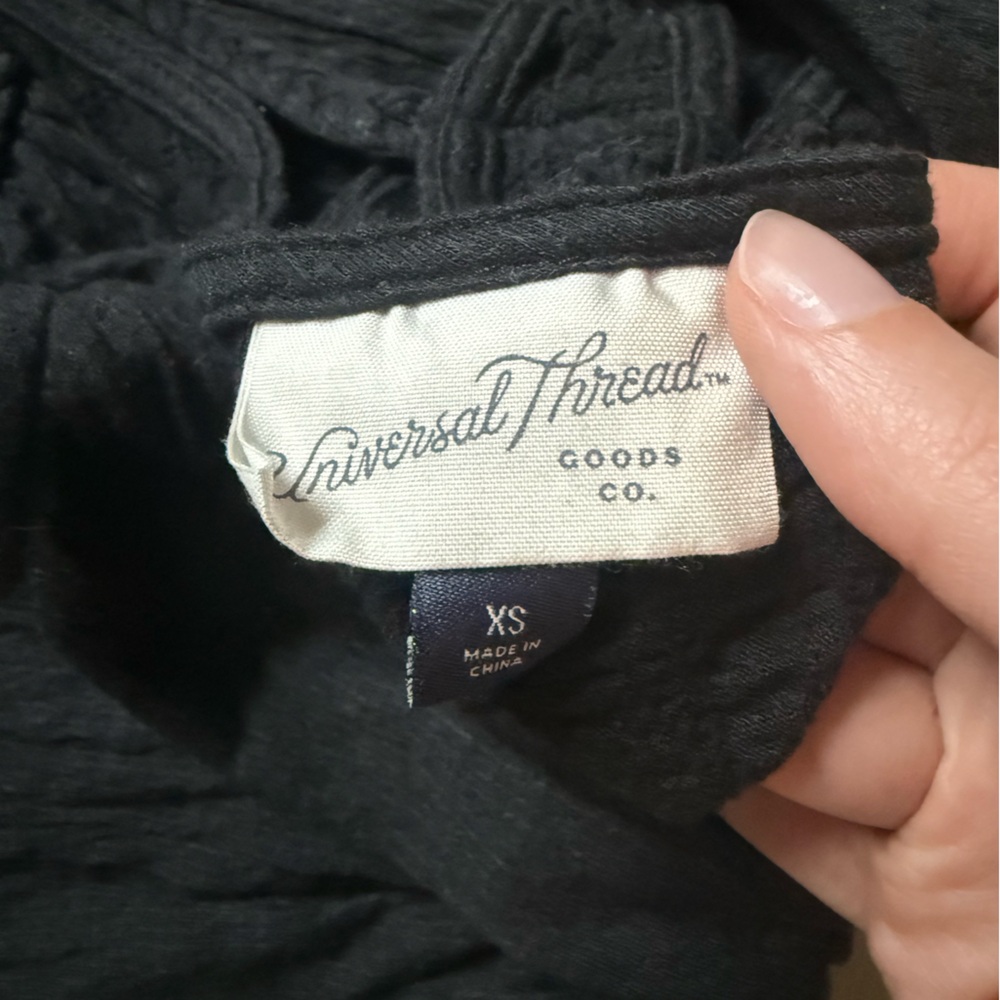 Universal Thread™
GOODS
CO.
XS
MADE IN
CHINA